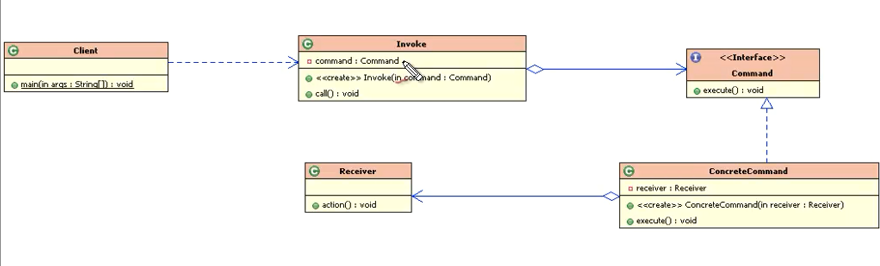 Client
main(in args : String[]) : void
Invoke
command : Command
<<create>> Invoke(in command : Command)
call() : void
<<Interface>>
Command
execute() : void
Receiver
action() : void
ConcreteCommand
receiver : Receiver
<<create>> ConcreteCommand(in receiver : Receiver)
execute() : void